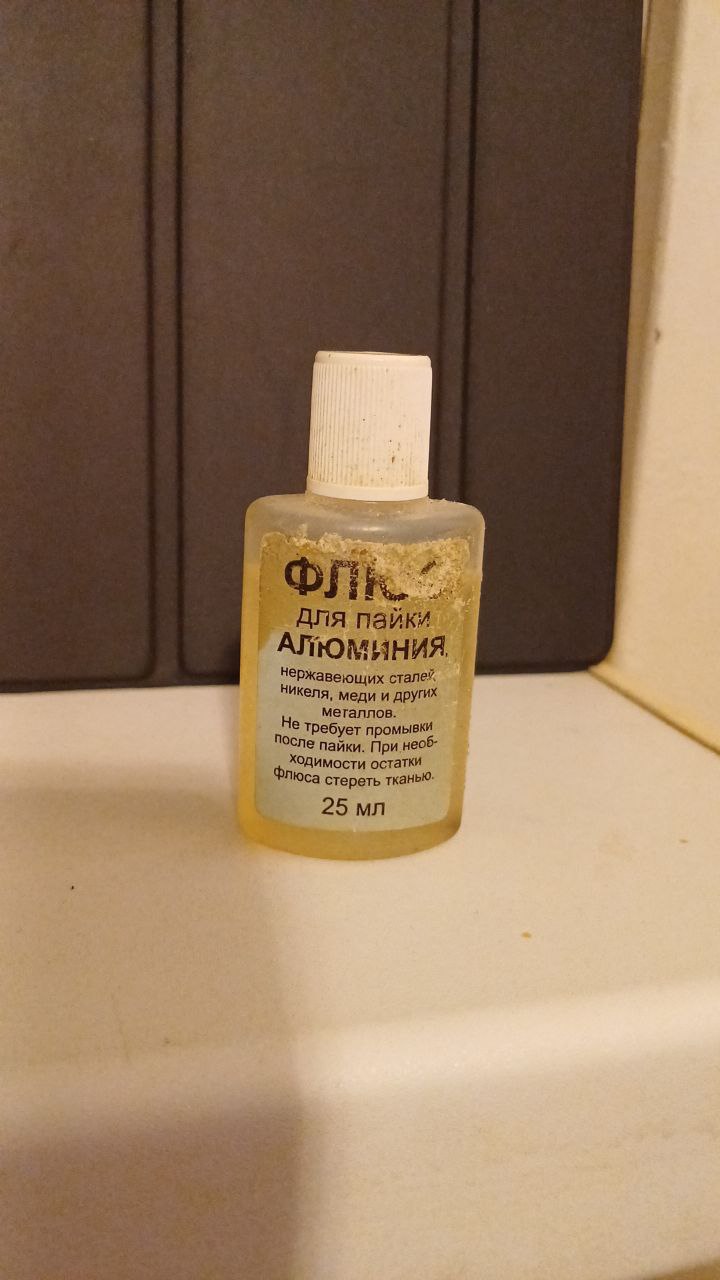 ФЛЮС
для пайки
АЛЮМИНИЯ,
нержавеющих сталей,
никеля, меди и других
металлов.
Не требует промывки
после пайки. При необ-
ходимости остатки
флюса стереть тканью.
25 мл